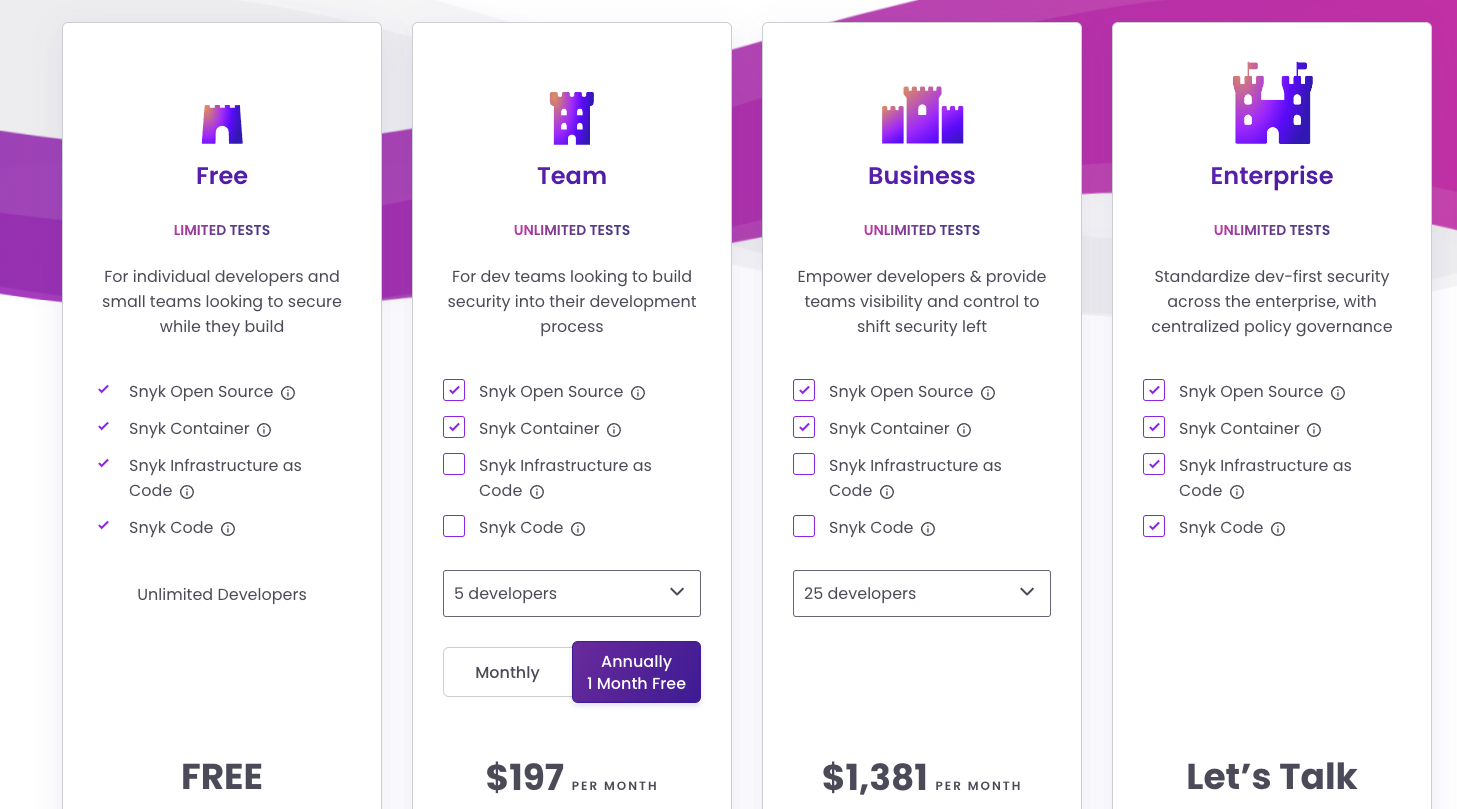 Free
LIMITED TESTS
For individual developers and
small teams looking to secure
while they build
Snyk Open Source
Snyk Container
Snyk Infrastructure as
Code
Snyk Code
Unlimited Developers
FREE
Team
UNLIMITED TESTS
For dev teams looking to build
security into their development
process
Snyk Open Source
Snyk Container
Snyk Infrastructure as
Code
Snyk Code
5 developers
Monthly
Annually
1 Month Free
$197 PER MONTH
Business
UNLIMITED TESTS
Empower developers & provide
teams visibility and control to
shift security left
Snyk Open Source
Snyk Container
Snyk Infrastructure as
Code
Snyk Code
25 developers
$1,381 PER MONTH
Enterprise
UNLIMITED TESTS
Standardize dev-first security
across the enterprise, with
centralized policy governance
Snyk Open Source
Snyk Container
Snyk Infrastructure as
Code
Snyk Code
Let’s Talk